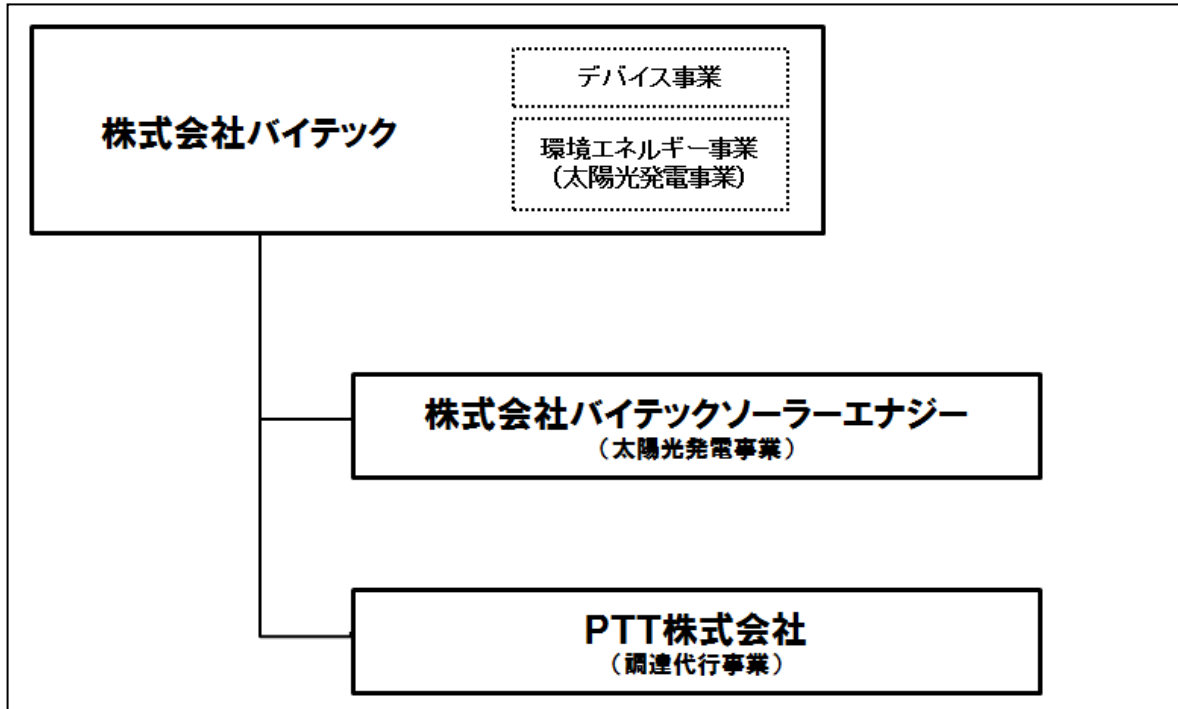 デバイス事業
株式会社バイテック
環境エネルギー事業
(太陽光発電事業)
株式会社バイテックソーラーエナジー
(太陽光発電事業)
PTT株式会社
(調達代行事業)